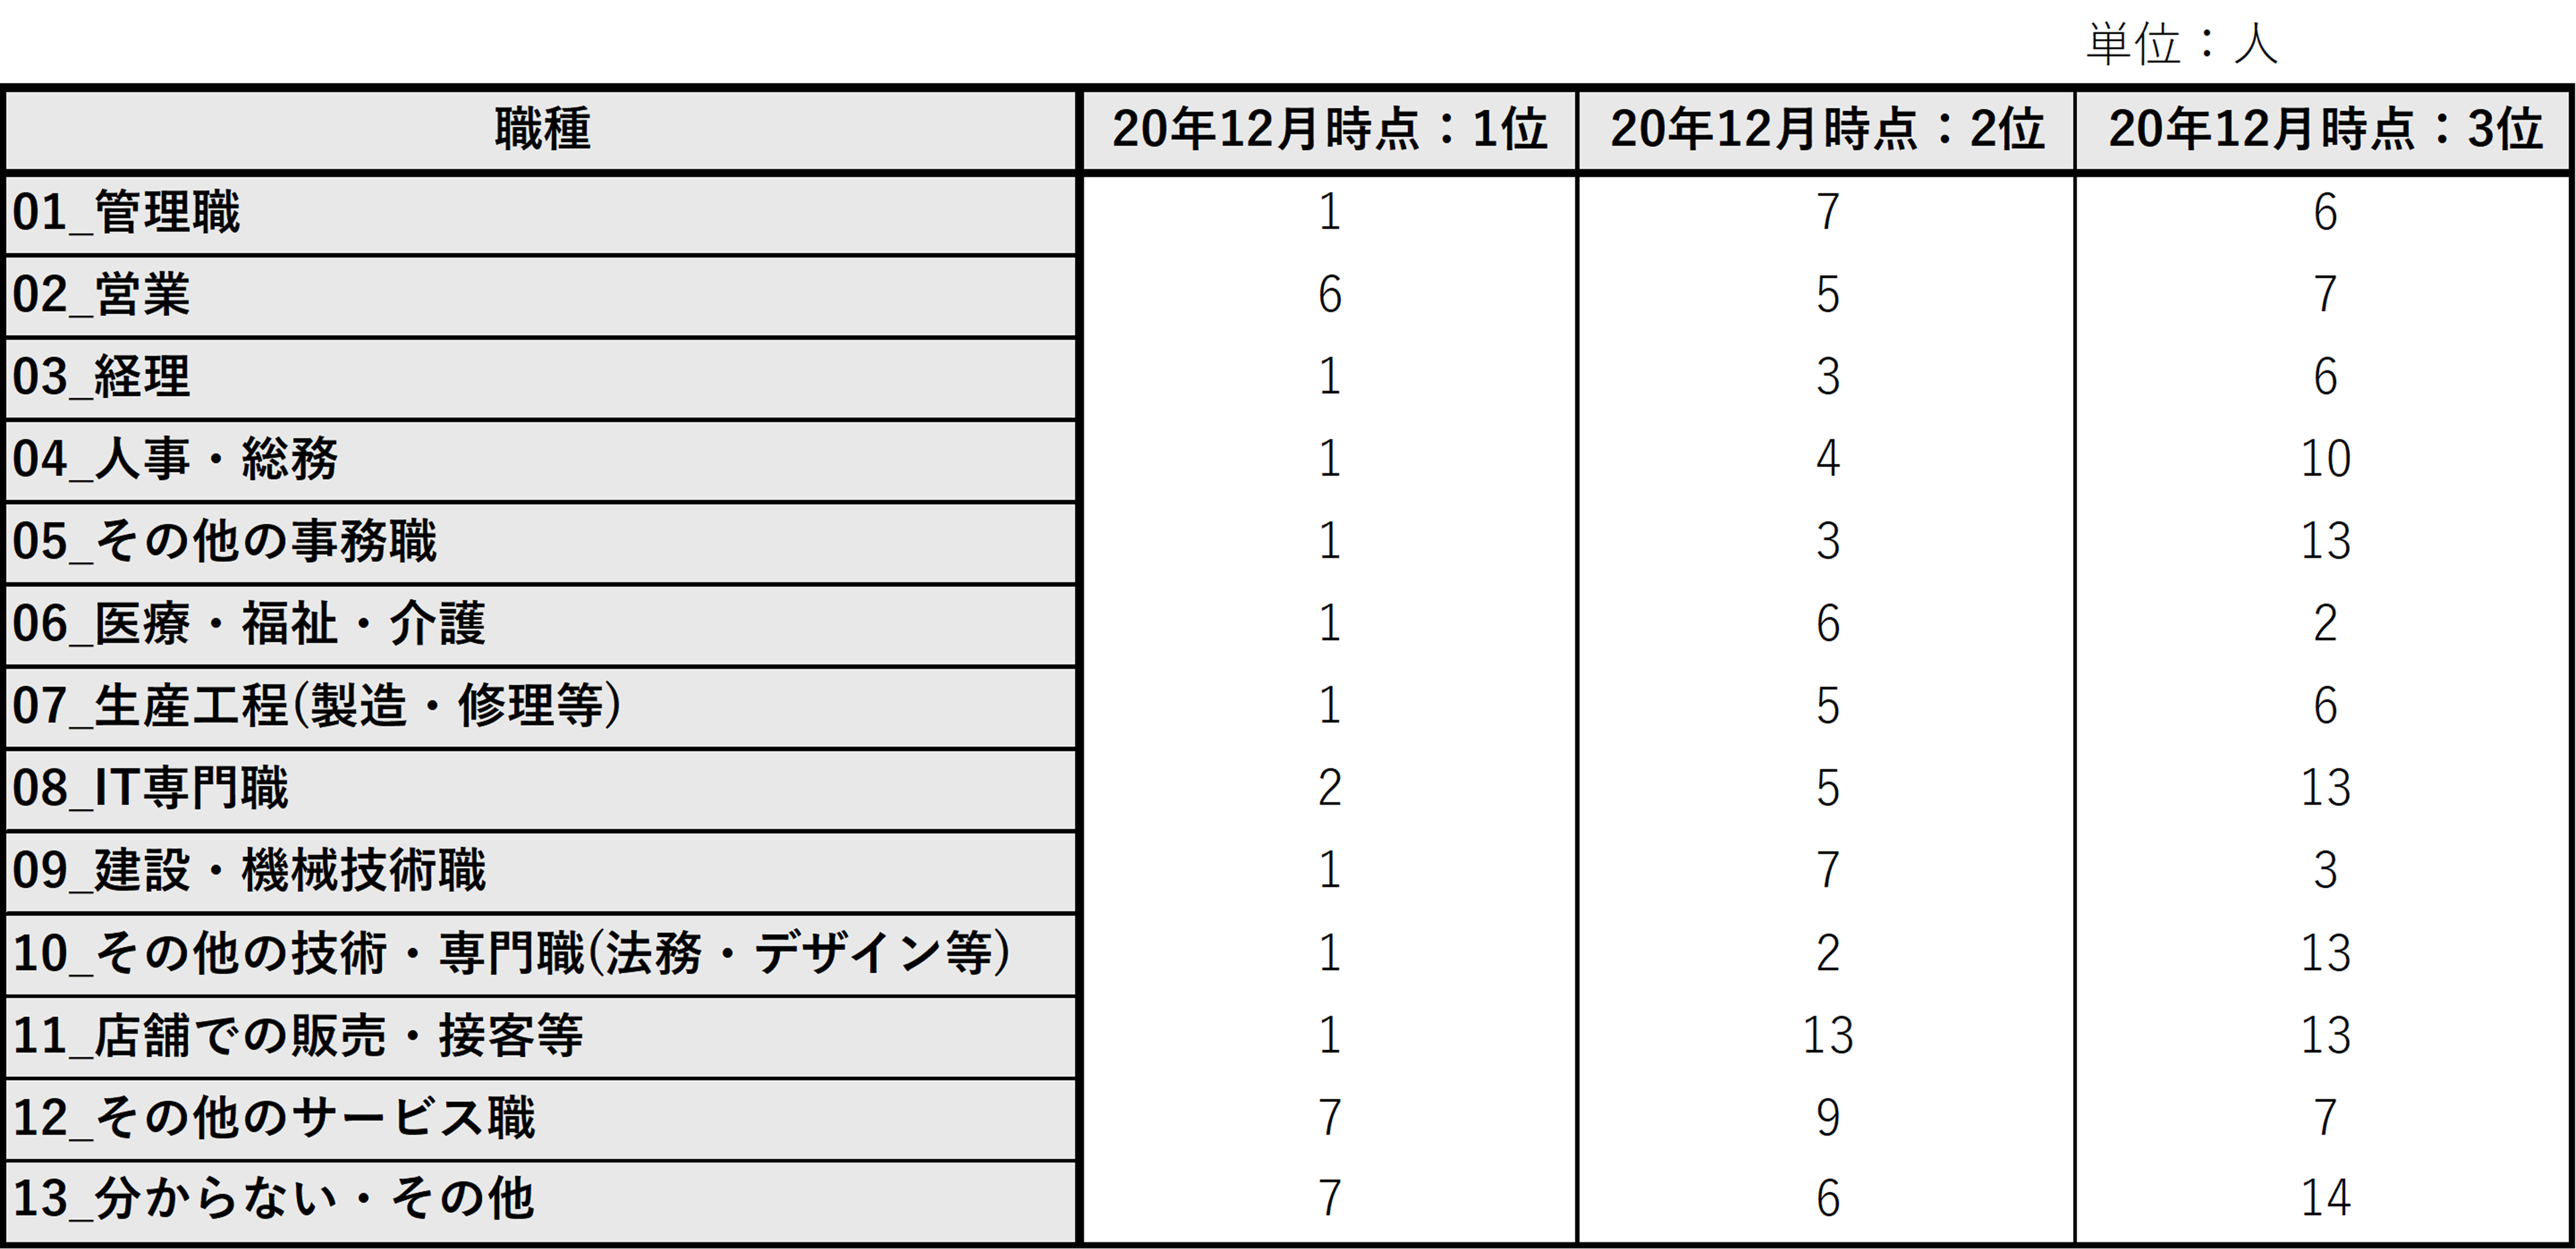 単位：人
職種 20年12月時点：1位 20年12月時点：2位 20年12月時点：3位
01_管理職 1 7 6
02_営業 6 5 7
03_経理 1 3 6
04_人事・総務 1 4 10
05_その他の事務職 1 3 13
06_医療・福祉・介護 1 6 2
07_生産工程(製造・修理等) 1 5 6
08_IT専門職 2 5 13
09_建設・機械技術職 1 7 3
10_その他の技術・専門職(法務・デザイン等) 1 2 13
11_店舗での販売・接客等 1 13 13
12_その他のサービス職 7 9 7
13_分からない・その他 7 6 14